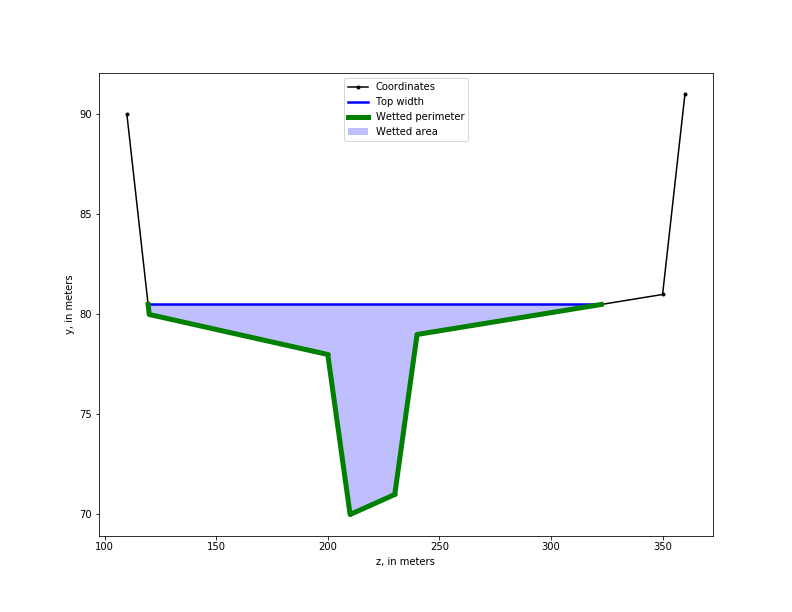 Coordinates
Top width
Wetted perimeter
Wetted area
90
85
80
75
70
y, in meters
100 150 200 250 300 350
z, in meters